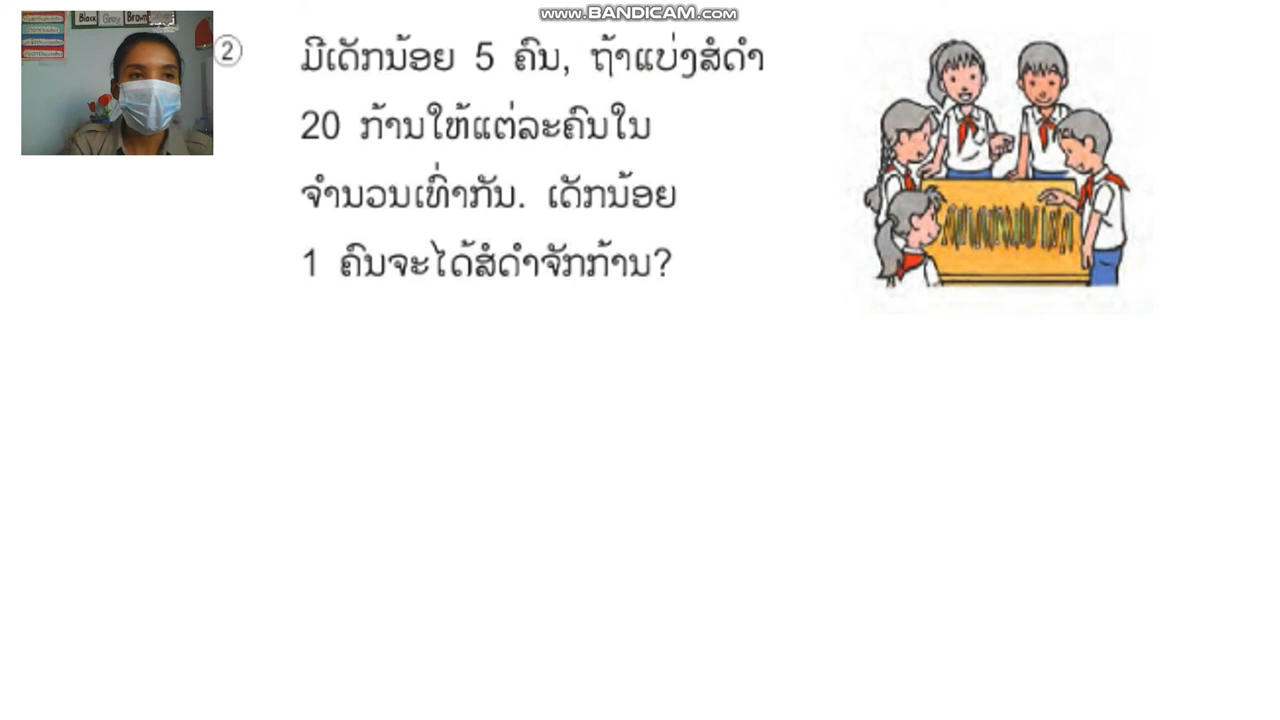 www.BANDICAM.com
Black Grey Brown
② ມີເດັກນ້ອຍ 5 ຄົນ, ຖ້າແບ່ງສໍດໍາ
20 ກ້ານໃຫ້ແຕ່ລະຄົນໃນ
ຈໍານວນເທົ່າກັນ. ເດັກນ້ອຍ
1 ຄົນຈະໄດ້ສໍດໍາຈັກກ້ານ?